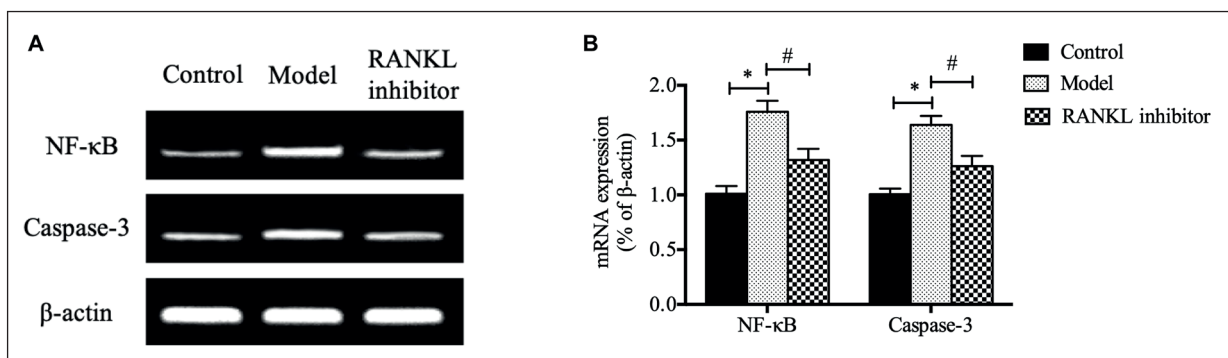 A
Control Model RANKL inhibitor
NF-κB
Caspase-3
β-actin
B
Control
Model
RANKL inhibitor
mRNA expression
(% of β-actin)
2.0
1.5
1.0
0.5
0.0
* #
* #
NF-κB Caspase-3